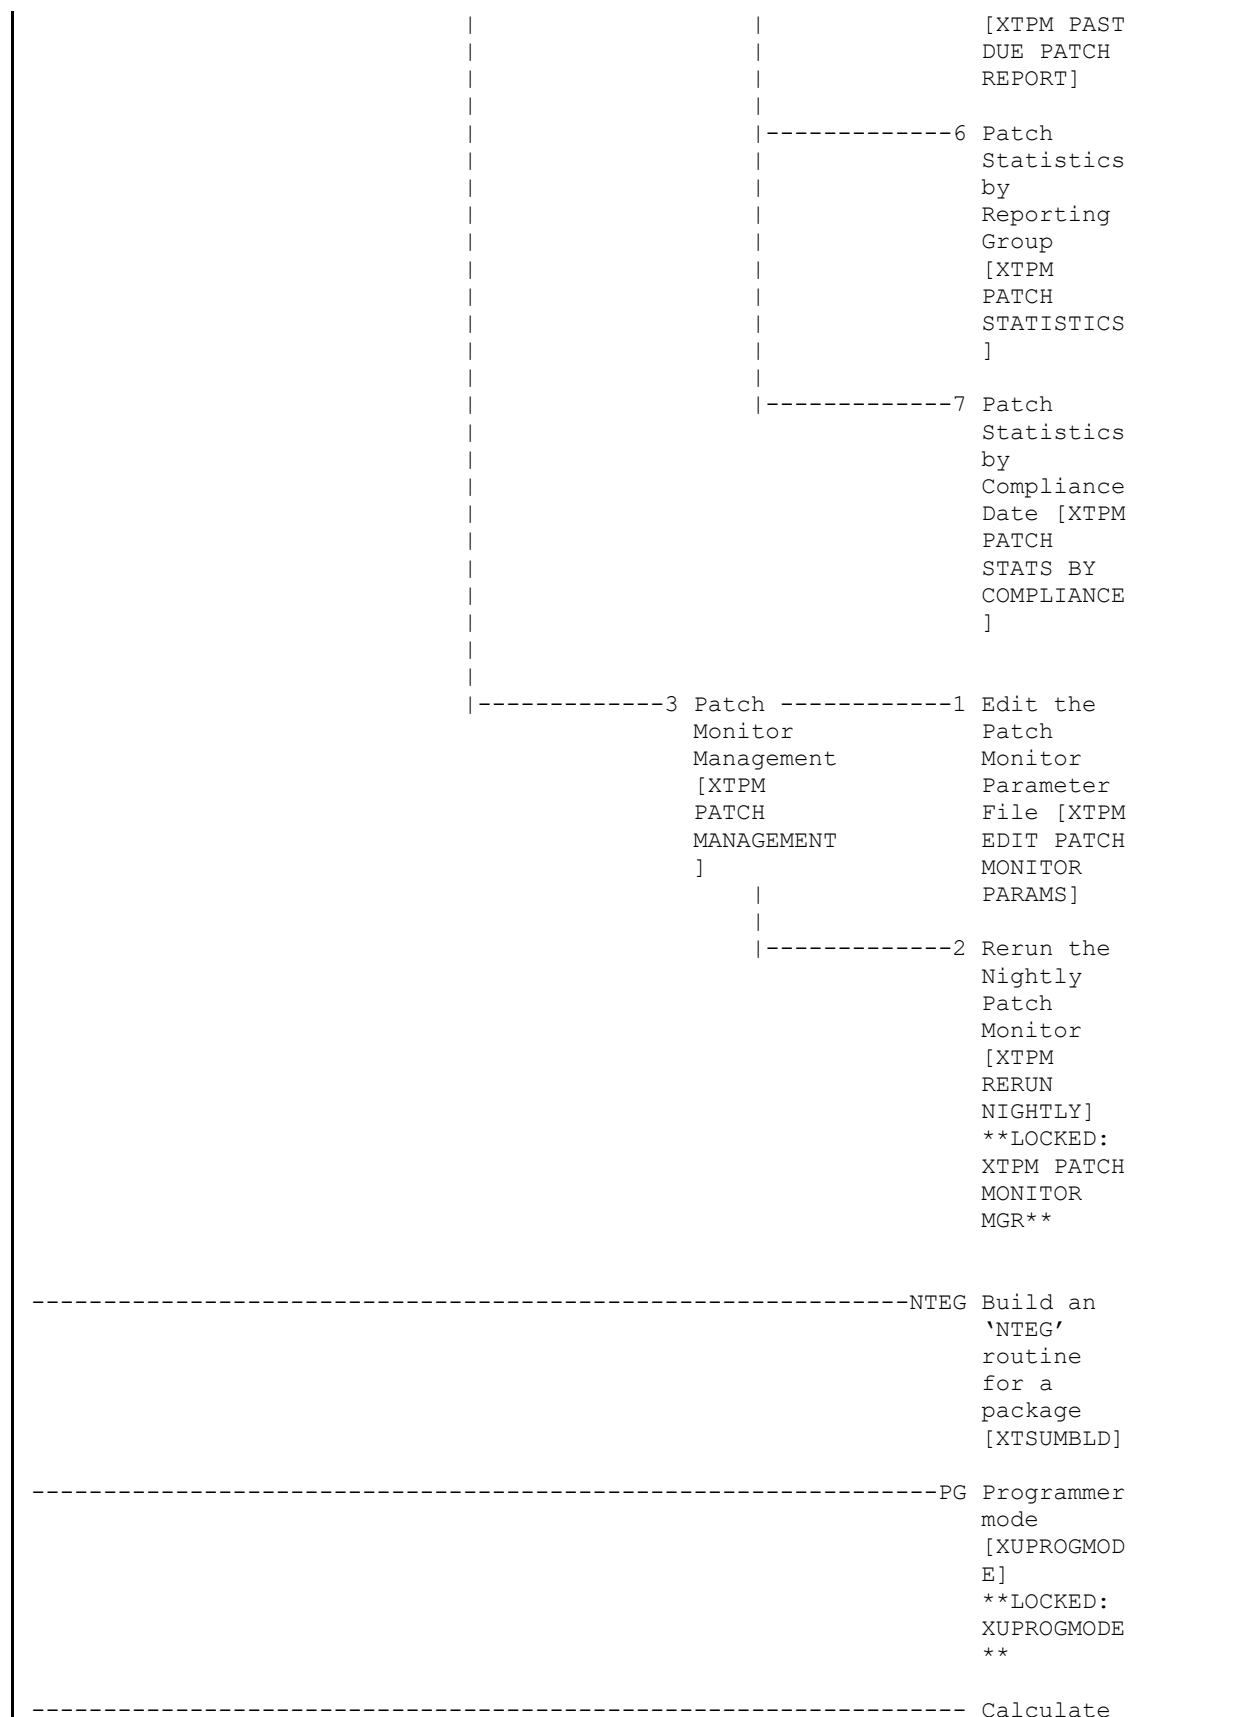 |                   |               [XTPM PAST
|                   |               DUE PATCH
|                   |               REPORT]
|                   |
|                   |-------------6 Patch
|                   |               Statistics
|                   |               by
|                   |               Reporting
|                   |               Group
|                   |               [XTPM
|                   |               PATCH
|                   |               STATISTICS
|                   |               ]
|                   |
|                   |-------------7 Patch
|                                   Statistics
|                                   by
|                                   Compliance
|                                   Date [XTPM
|                                   PATCH
|                                   STATS BY
|                                   COMPLIANCE
|                                   ]
|
|
|-------------3 Patch ------------1 Edit the
                Monitor             Patch
                Management          Monitor
                [XTPM               Parameter
                PATCH               File [XTPM
                MANAGEMENT          EDIT PATCH
                ]                   MONITOR
                    |               PARAMS]
                    |
                    |-------------2 Rerun the
                                    Nightly
                                    Patch
                                    Monitor
                                    [XTPM
                                    RERUN
                                    NIGHTLY]
                                    **LOCKED:
                                    XTPM PATCH
                                    MONITOR
                                    MGR**
-------------------------------------------------------------NTEG Build an
‘NTEG’
routine
for a
package
[XTSUMBLD]
---------------------------------------------------------------PG Programmer
mode
[XUPROGMOD
E]
**LOCKED:
XUPROGMODE
**
----------------------------------------------------------------- Calculate